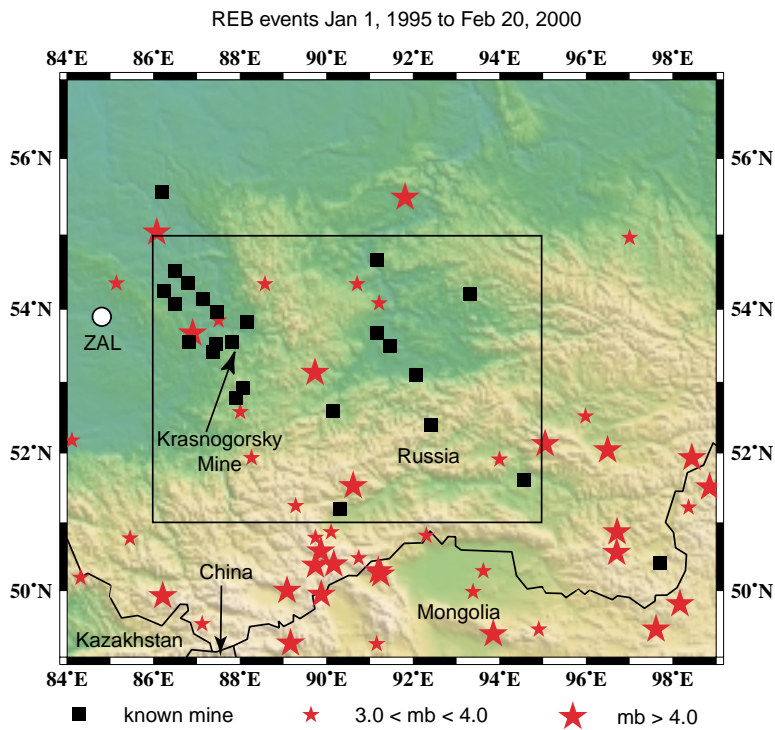 REB events Jan 1, 1995 to Feb 20, 2000
84˚E 86˚E 88˚E 90˚E 92˚E 94˚E 96˚E 98˚E
56˚N 56˚N
54˚N 54˚N
ZAL
Krasnogorsky
Mine
Russia
52˚N 52˚N
China
50˚N 50˚N
Mongolia
Kazakhstan
84˚E 86˚E 88˚E 90˚E 92˚E 94˚E 96˚E 98˚E
known mine 3.0 < mb < 4.0 mb > 4.0